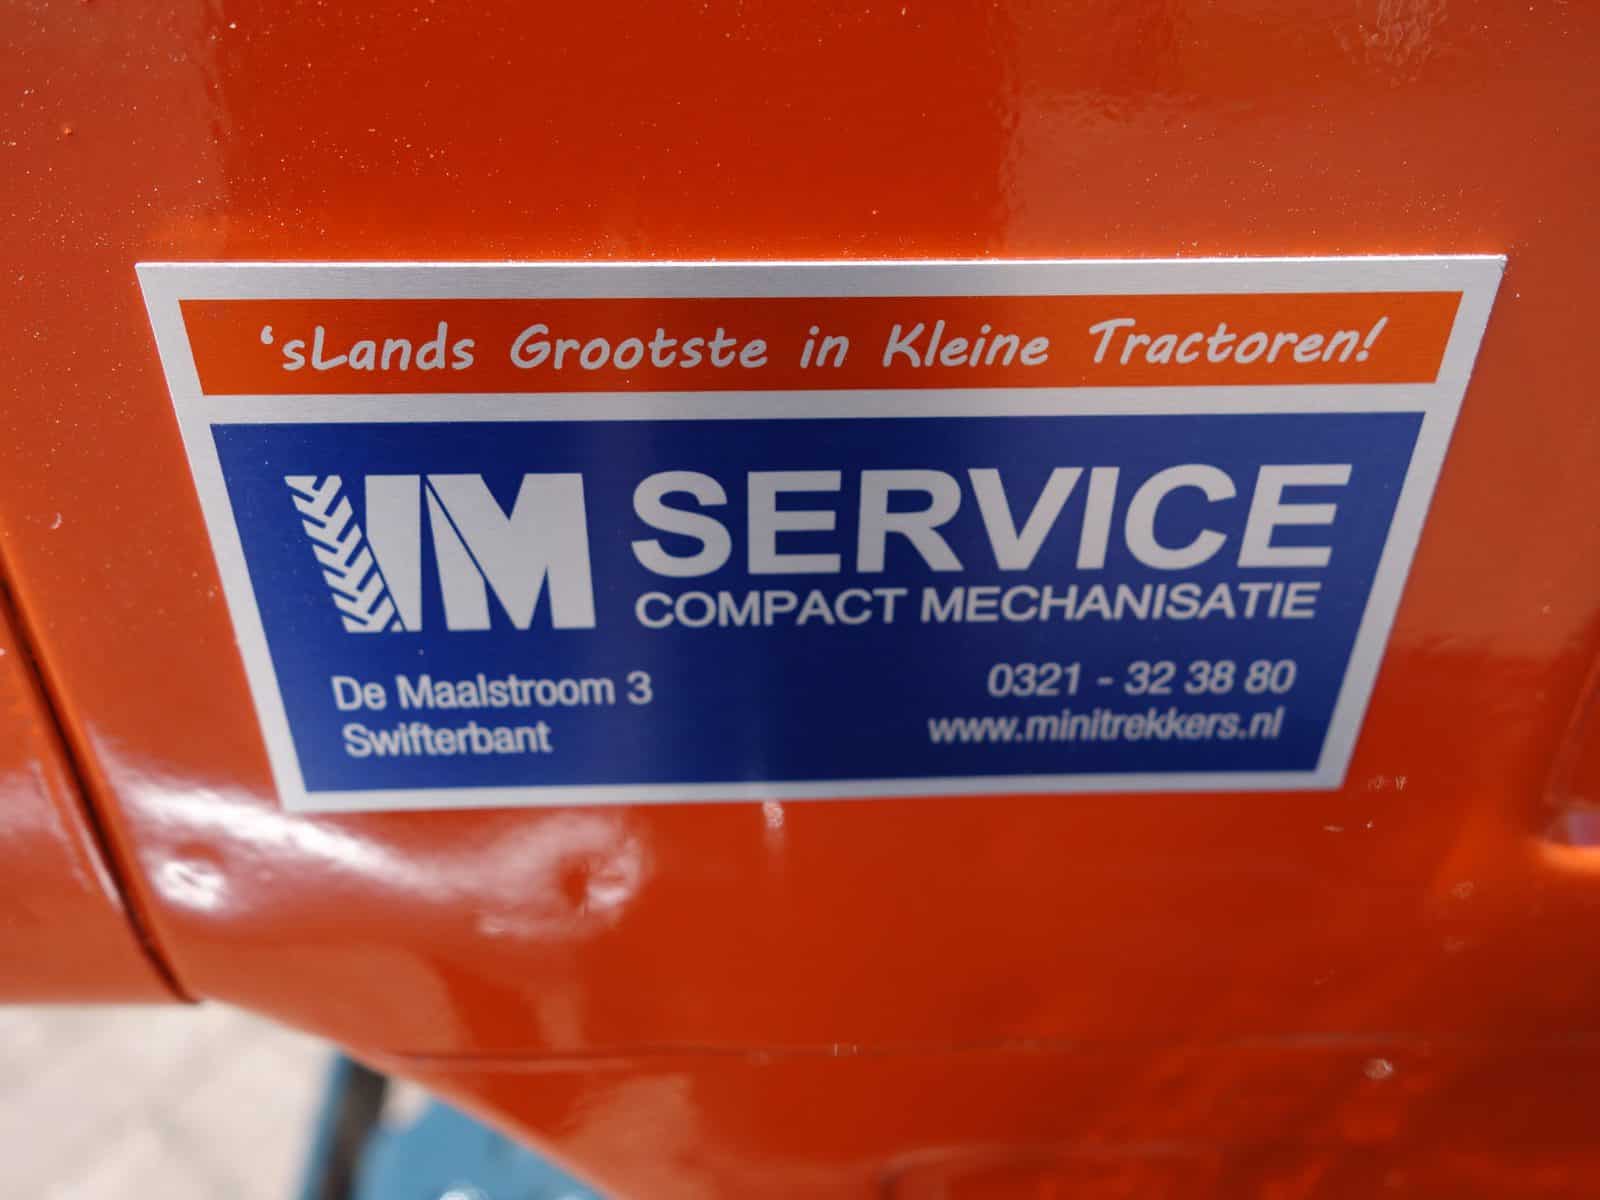 ‘sLands Grootste in Kleine Tractoren!
IM SERVICE
COMPACT MECHANISATIE
De Maalstroom 3
Swifterbant
0321 - 32 38 80
www.minitrekkers.nl